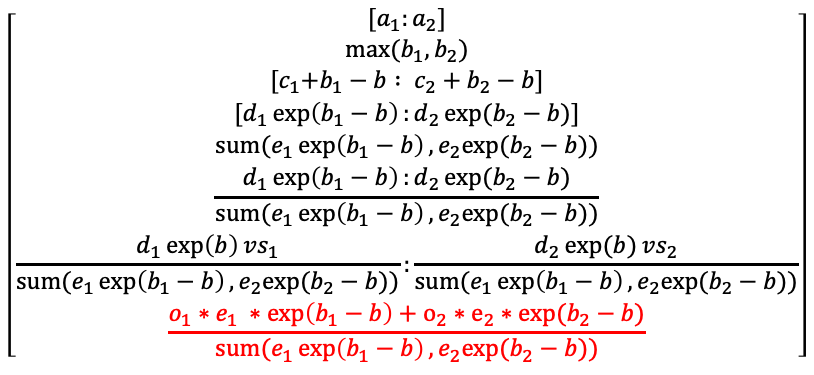 [a₁:a₂]
max(b₁,b₂)
[c₁+b₁ − b : c₂ + b₂ − b]
[d₁ exp(b₁ − b):d₂ exp(b₂ − b)]
sum(e₁ exp(b₁ − b) ,e₂exp(b₂ − b))
d₁ exp(b₁ − b):d₂ exp(b₂ − b)
sum(e₁ exp(b₁ − b) ,e₂exp(b₂ − b))
d₁ exp(b) vs₁ : d₂ exp(b) vs₂
sum(e₁ exp(b₁ − b) ,e₂exp(b₂ − b)) sum(e₁ exp(b₁ − b) ,e₂exp(b₂ − b))
o₁ ∗ e₁ ∗ exp(b₁ − b) + o₂ ∗ e₂ ∗ exp(b₂ − b)
sum(e₁ exp(b₁ − b) ,e₂exp(b₂ − b))